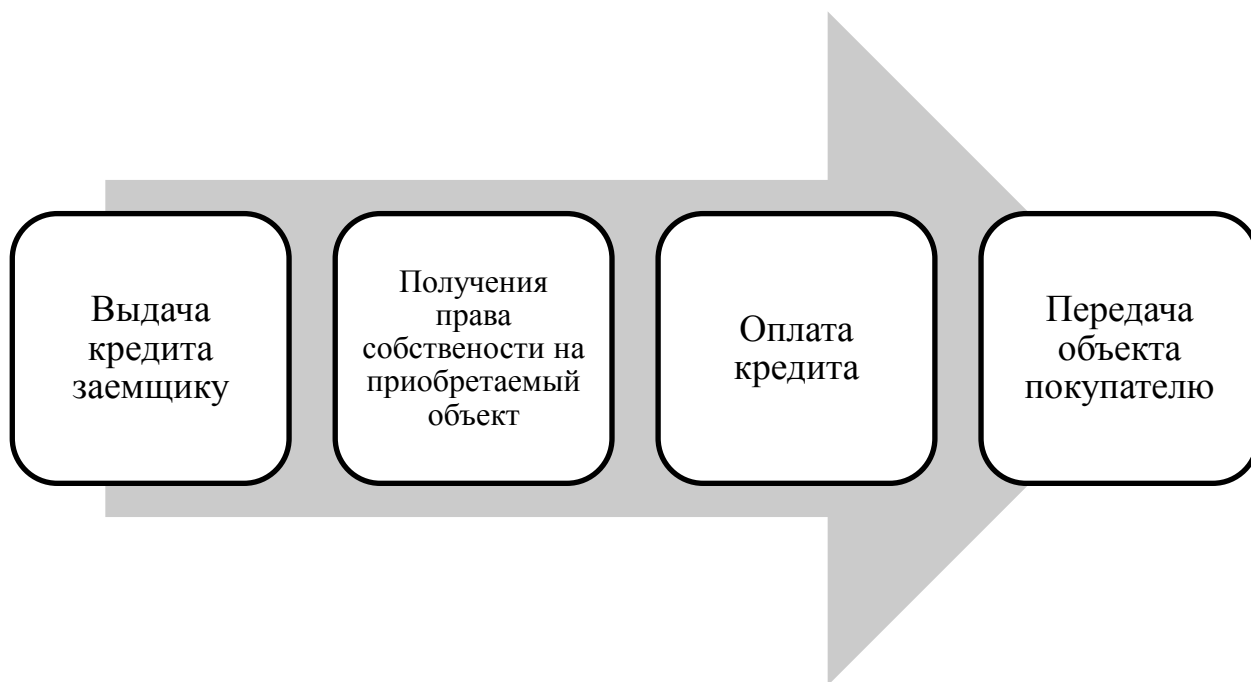 Выдача
кредита
заемщику
Получения
права
собствености на
приобретаемый
объект
Оплата
кредита
Передача
объекта
покупателю